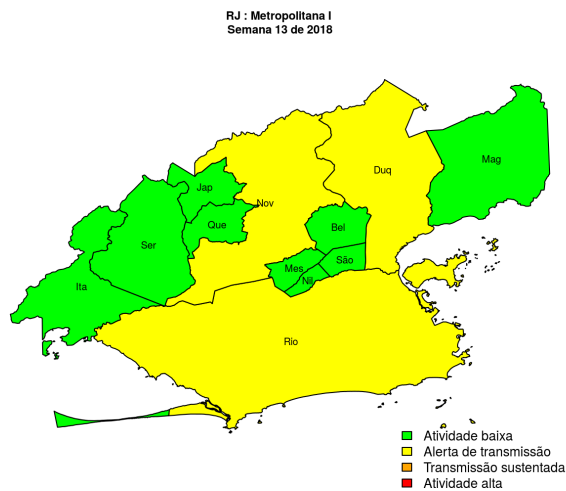 RJ : Metropolitana I
Semana 13 de 2018
Mag
Duq
Jap
Nov
Que
Bel
Ser
São
Mes
Nil
Ita
Rio
Atividade baixa
Alerta de transmissão
Transmissão sustentada
Atividade alta